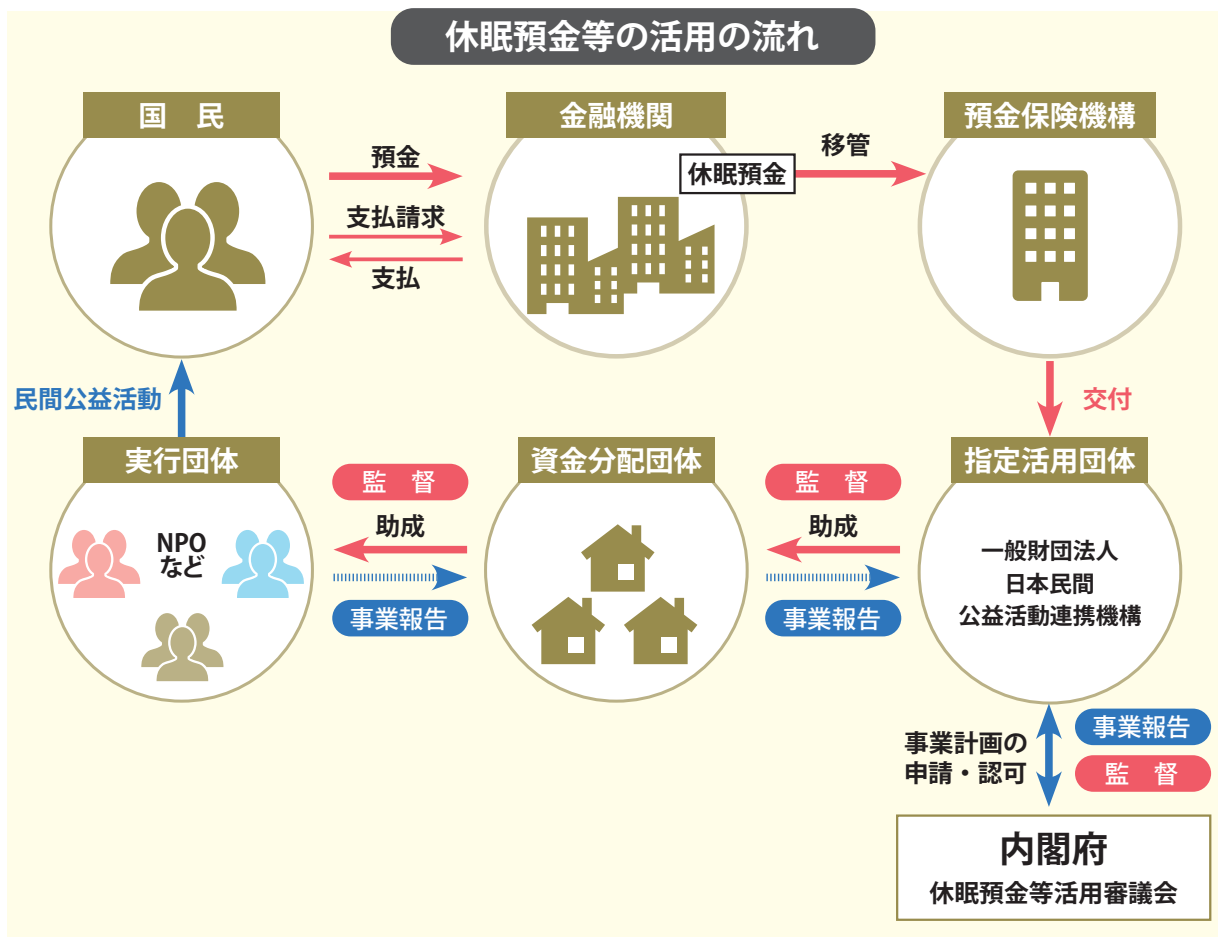 休眠預金等の活用の流れ
国　民
金融機関
預金保険機構
預金
支払請求
支払
休眠預金
移管
民間公益活動
交付
実行団体
資金分配団体
指定活用団体
NPO
など
監　督
助成
事業報告
監　督
助成
事業報告
一般財団法人
日本民間
公益活動連携機構
事業計画の
申請・認可
事業報告
監　督
内閣府
休眠預金等活用審議会